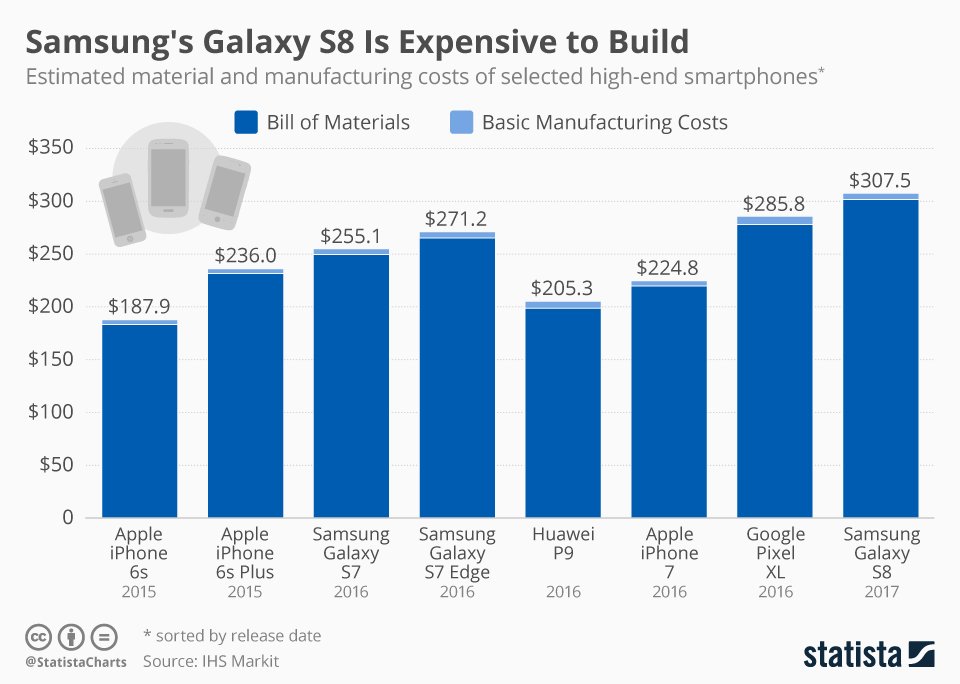 Samsung's Galaxy S8 Is Expensive to Build
Estimated material and manufacturing costs of selected high-end smartphones*
Bill of Materials
Basic Manufacturing Costs
$350
$300
$250
$200
$150
$100
$50
0
$187.9
$236.0
$255.1
$271.2
$205.3
$224.8
$285.8
$307.5
Apple
iPhone
6s
2015
Apple
iPhone
6s Plus
2015
Samsung
Galaxy
S7
2016
Samsung
Galaxy
S7 Edge
2016
Huawei
P9
2016
Apple
iPhone
7
2016
Google
Pixel
XL
2016
Samsung
Galaxy
S8
2017
cc
@StatistaCharts
* sorted by release date
Source: IHS Markit
statista